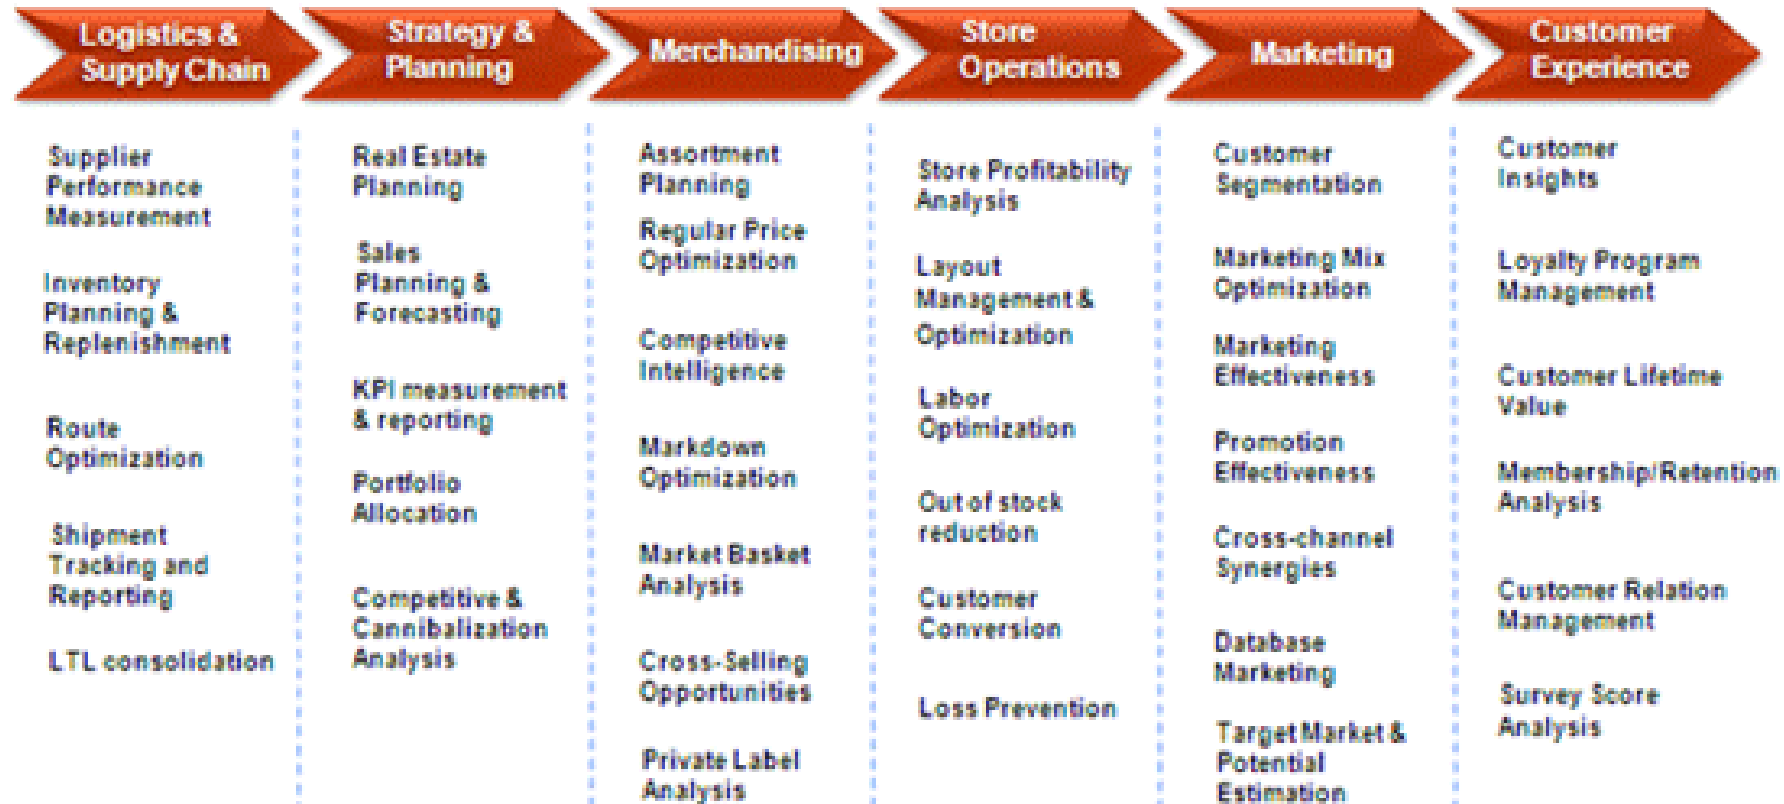 Logistics &
Supply Chain
Strategy &
Planning
Merchandising
Store
Operations
Marketing
Customer
Experience
Supplier
Performance
Measurement
Inventory
Planning &
Replenishment
Route
Optimization
Shipment
Tracking and
Reporting
LTL consolidation
Real Estate
Planning
Sales
Planning &
Forecasting
KPI measurement
& reporting
Portfolio
Allocation
Competitive &
Cannibalization
Analysis
Assortment
Planning
Regular Price
Optimization
Competitive
Intelligence
Markdown
Optimization
Market Basket
Analysis
Cross-Selling
Opportunities
Private Label
Analysis
Store Profitability
Analysis
Layout
Management &
Optimization
Labor
Optimization
Out of stock
reduction
Customer
Conversion
Loss Prevention
Customer
Segmentation
Marketing Mix
Optimization
Marketing
Effectiveness
Promotion
Effectiveness
Cross-channel
Synergies
Database
Marketing
Target Market &
Potential
Estimation
Customer
Insights
Loyalty Program
Management
Customer Lifetime
Value
Membership/Retention
Analysis
Customer Relation
Management
Survey Score
Analysis